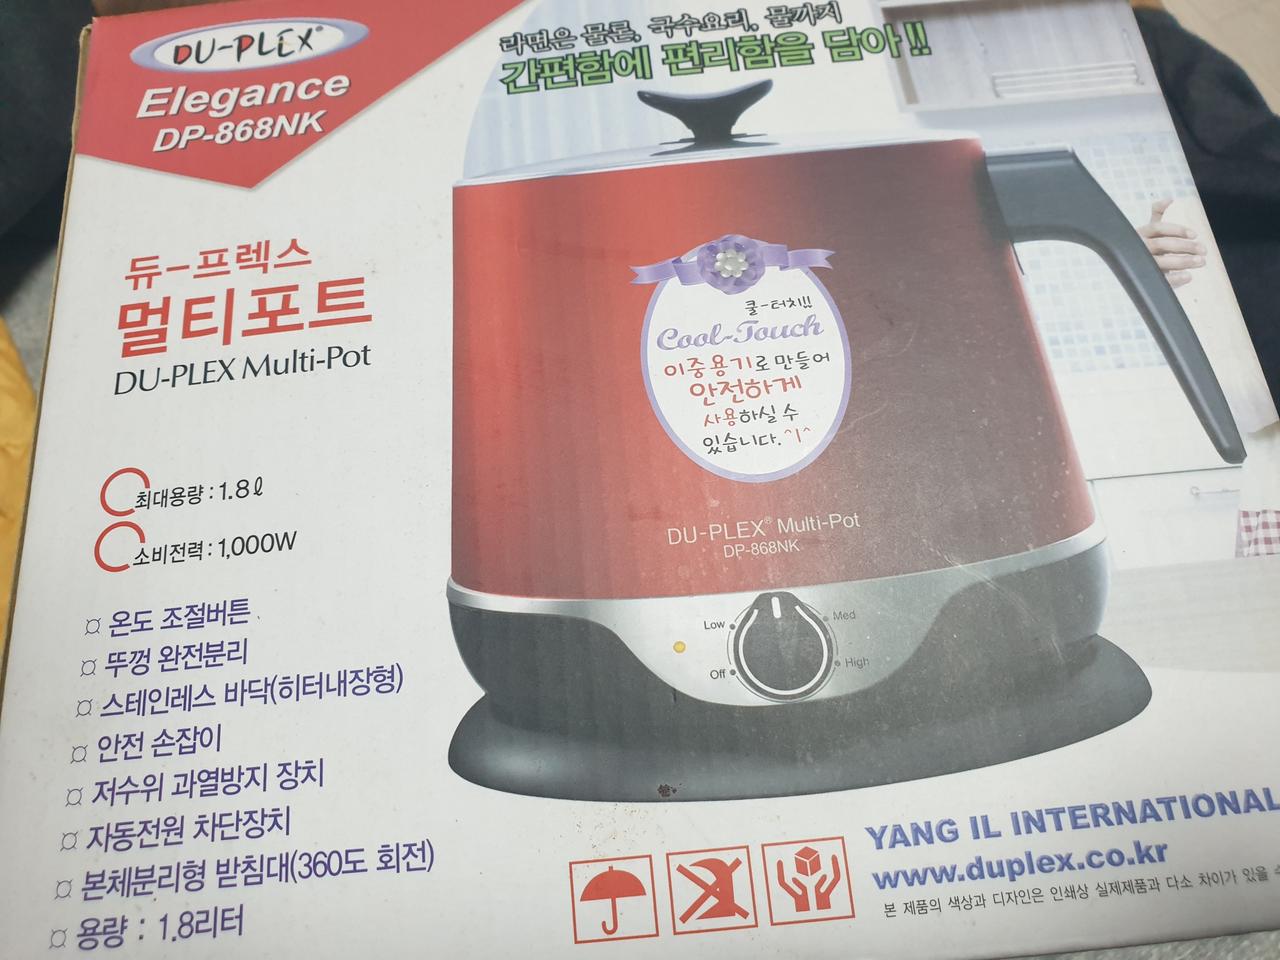 DU-PLEX®
Elegance
DP-868NK
라면은 물론, 국수요리, 물까지
간편함에 편리함을 담아!!
듀-프렉스
멀티포트
DU-PLEX Multi-Pot
쿨-터치!!
Cool-Touch
이중용기로 만들어
안전하게
사용하실 수
있습니다.^|^
최대용량 : 1.8ℓ
소비전력 : 1,000W
DU-PLEX® Multi-Pot
DP-868NK
Low
Med
Off
High
¤ 온도 조절버튼
¤ 뚜껑 완전분리
¤ 스테인레스 바닥(히터내장형)
¤ 안전 손잡이
¤ 저수위 과열방지 장치
¤ 자동전원 차단장치
¤ 본체분리형 받침대(360도 회전)
¤ 용량 : 1.8리터
YANG IL INTERNATIONAL
www.duplex.co.kr
본 제품의 색상과 디자인은 인쇄상 실제제품과 다소 차이가 있을